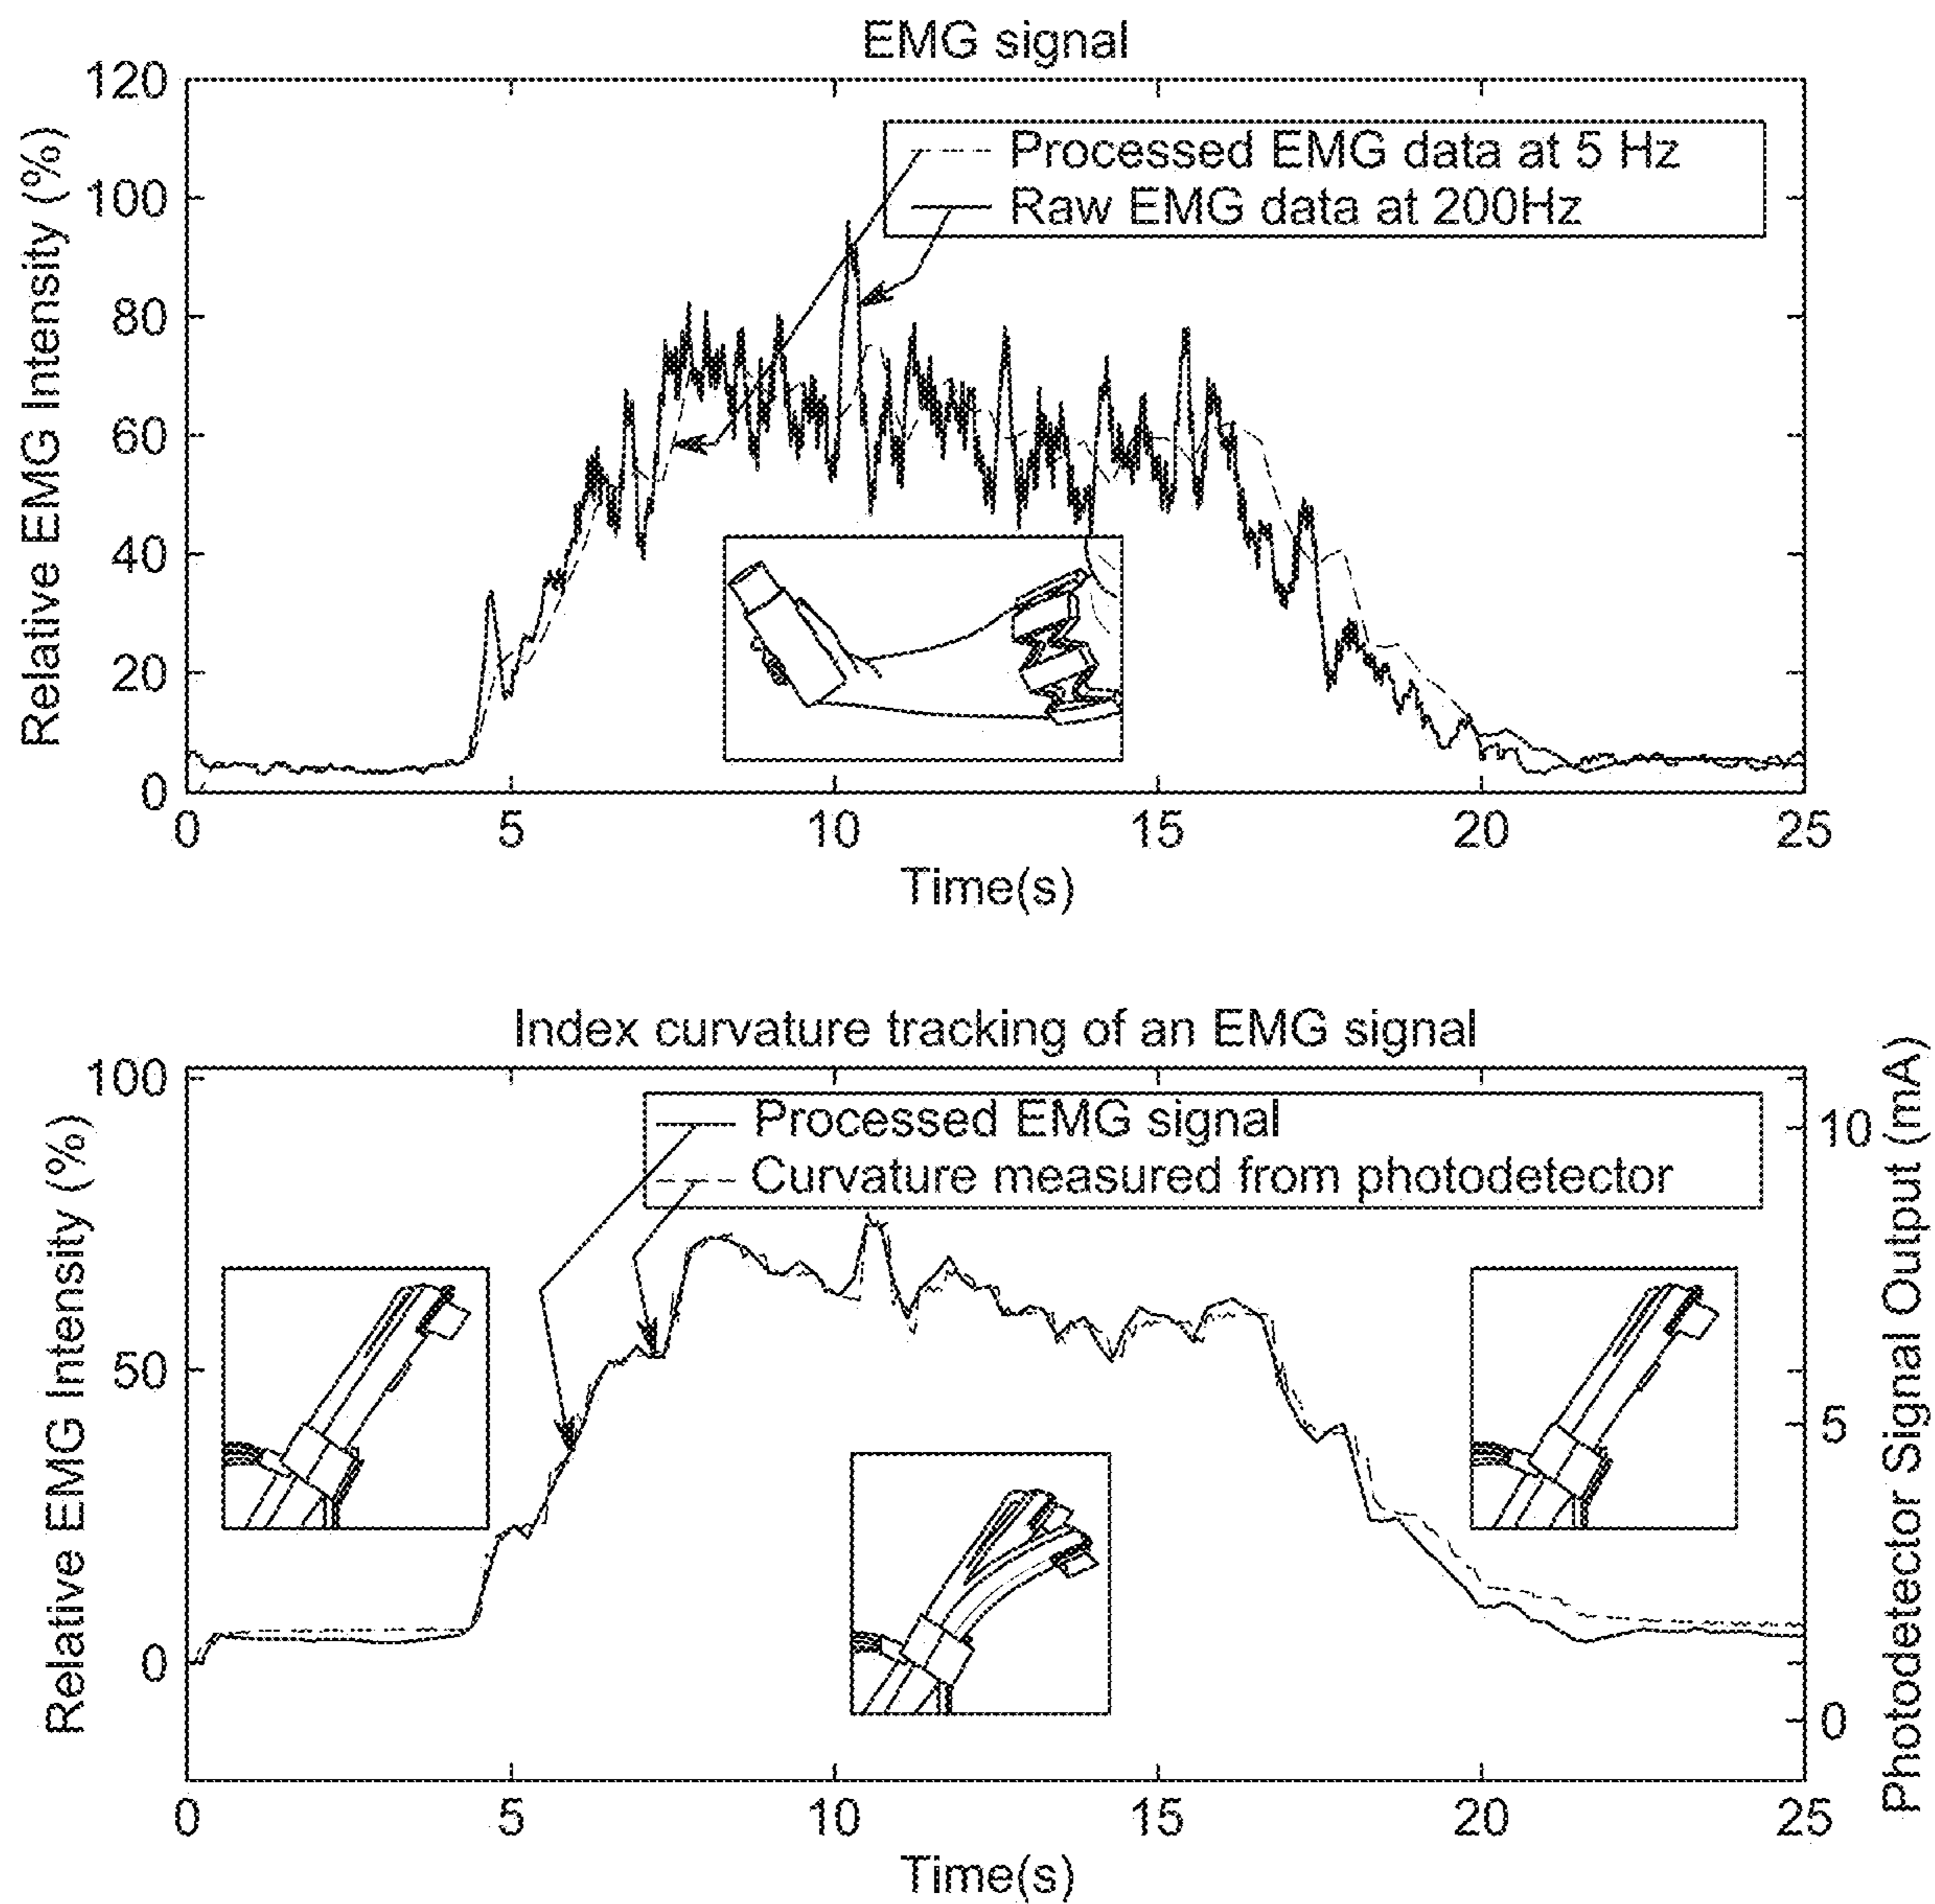 EMG signal
120
100
80
60
40
20
0
Relative EMG Intensity (%)
Processed EMG data at 5 Hz
Raw EMG data at 200Hz
0 5 10 15 20 25
Time(s)
Index curvature tracking of an EMG signal
100
50
0
Relative EMG Intensity (%)
Processed EMG signal
Curvature measured from photodetector
10
5
0
Photodetector Signal Output (mA)
0 5 10 15 20 25
Time(s)